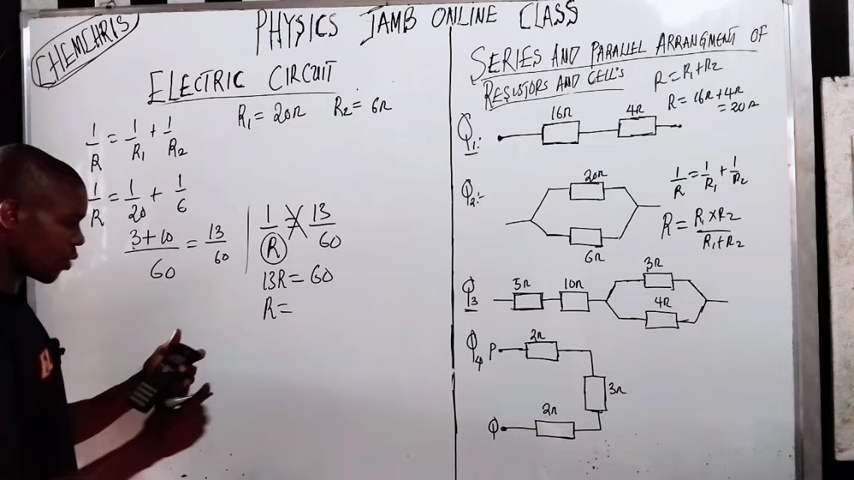 CHEMCHRIS
PHYSICS JAMB ONLINE CLASS
ELECTRIC CIRCUIT
R₁ = 20Ω R₂ = 6Ω
1/R = 1/R₁ + 1/R₂
1/R = 1/20 + 1/6
3+10/60 = 13/60
1/R 13/60
13R = 60
R =
SERIES AND PARALLEL ARRANGMENT OF
RESISTORS AND CELL'S
R = R₁ + R₂
R = 16Ω + 4Ω
= 20Ω
Q1:- 16Ω 4Ω
Q2:- 20Ω
6Ω
1/R = 1/R₁ + 1/R₂
R = R₁ × R₂/R₁ + R₂
Q3 5Ω 10Ω 3Ω
4Ω
Q4 P 2Ω
3Ω
Q 2Ω